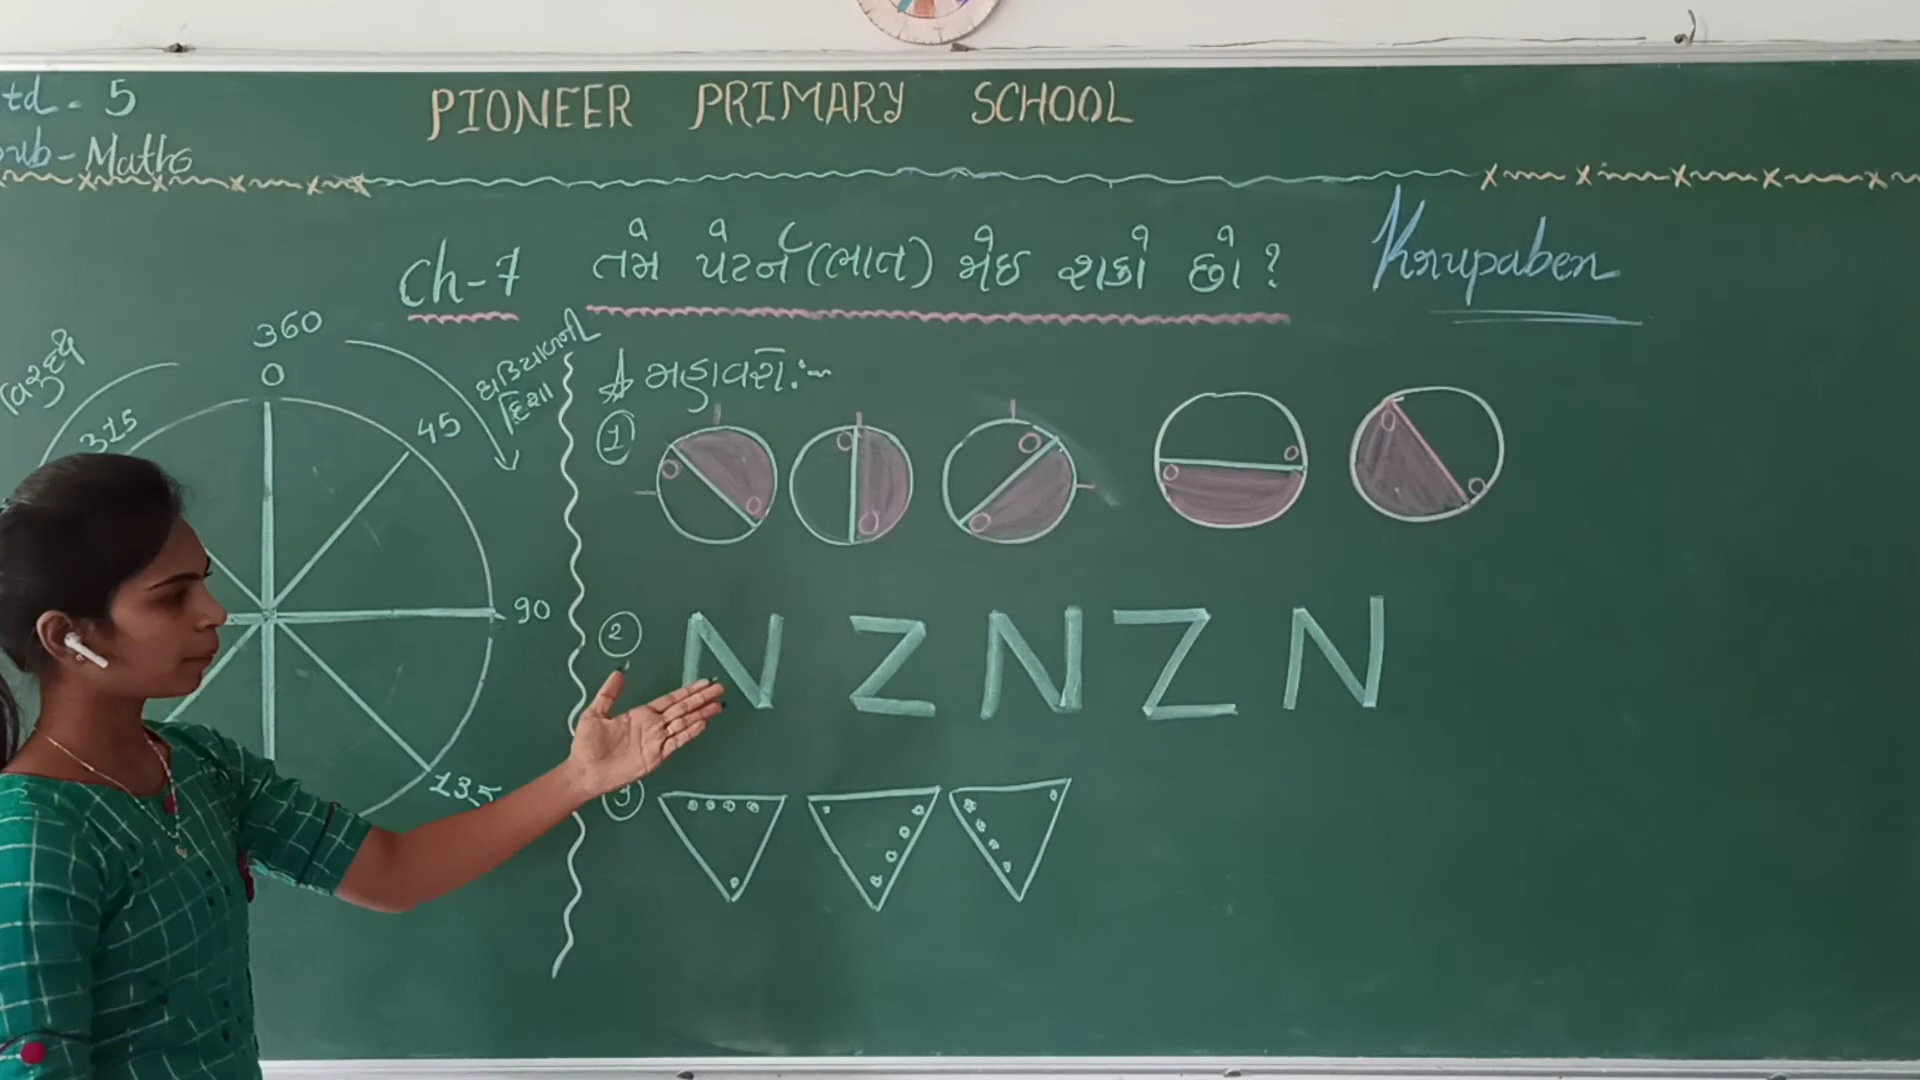 td - 5
PIONEER PRIMARY SCHOOL
ub - Maths
Ch-7 તમે પેટર્ન (ભાત) જોઈ શકો છો?
Krupaben
360
0
45
315
90
135
ઘડિયાળની
દિશા
મહાવરો :-
1
2
N Z N Z N
3